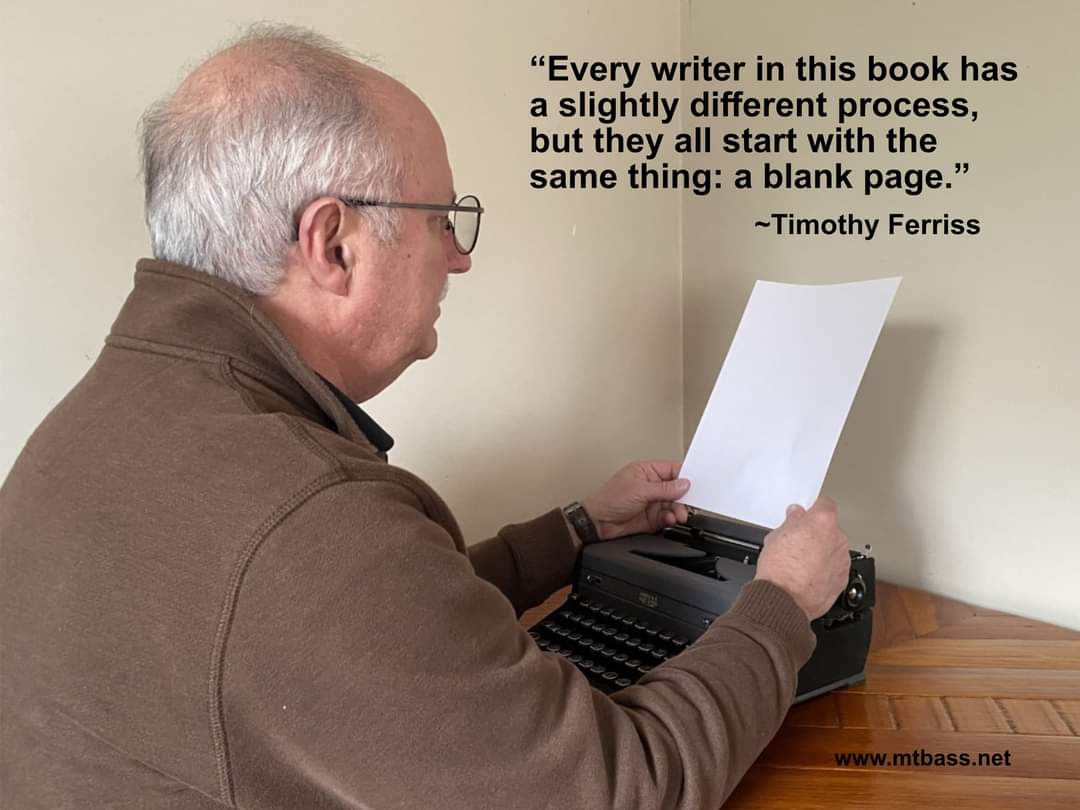 “Every writer in this book has
a slightly different process,
but they all start with the
same thing: a blank page.”
~Timothy Ferriss
www.mtbass.net